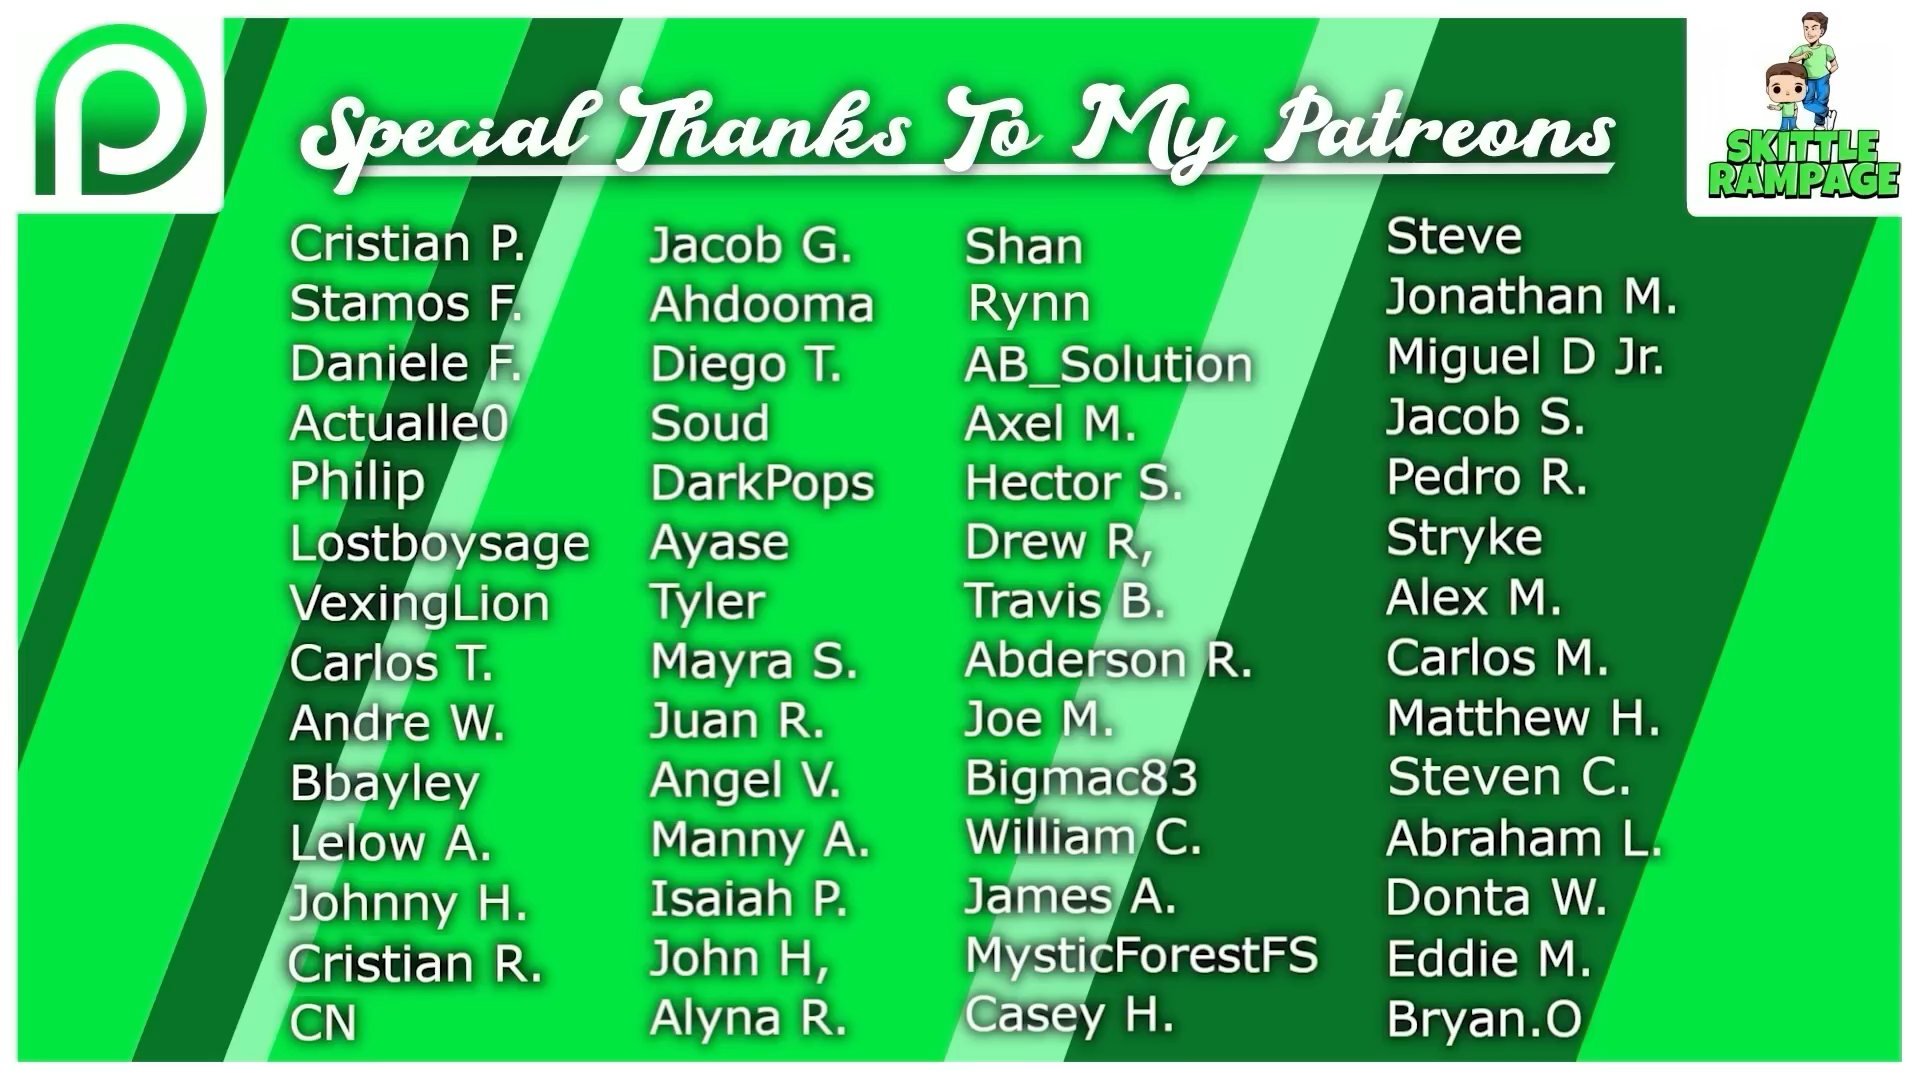 Special Thanks To My Patreons
SKITTLE
RAMPAGE
Cristian P.
Stamos F.
Daniele F.
Actualle0
Philip
Lostboysage
VexingLion
Carlos T.
Andre W.
Bbayley
Lelow A.
Johnny H.
Cristian R.
CN
Jacob G.
Ahdooma
Diego T.
Soud
DarkPops
Ayase
Tyler
Mayra S.
Juan R.
Angel V.
Manny A.
Isaiah P.
John H,
Alyna R.
Shan
Rynn
AB_Solution
Axel M.
Hector S.
Drew R,
Travis B.
Abderson R.
Joe M.
Bigmac83
William C.
James A.
MysticForestFS
Casey H.
Steve
Jonathan M.
Miguel D Jr.
Jacob S.
Pedro R.
Stryke
Alex M.
Carlos M.
Matthew H.
Steven C.
Abraham L.
Donta W.
Eddie M.
Bryan.O